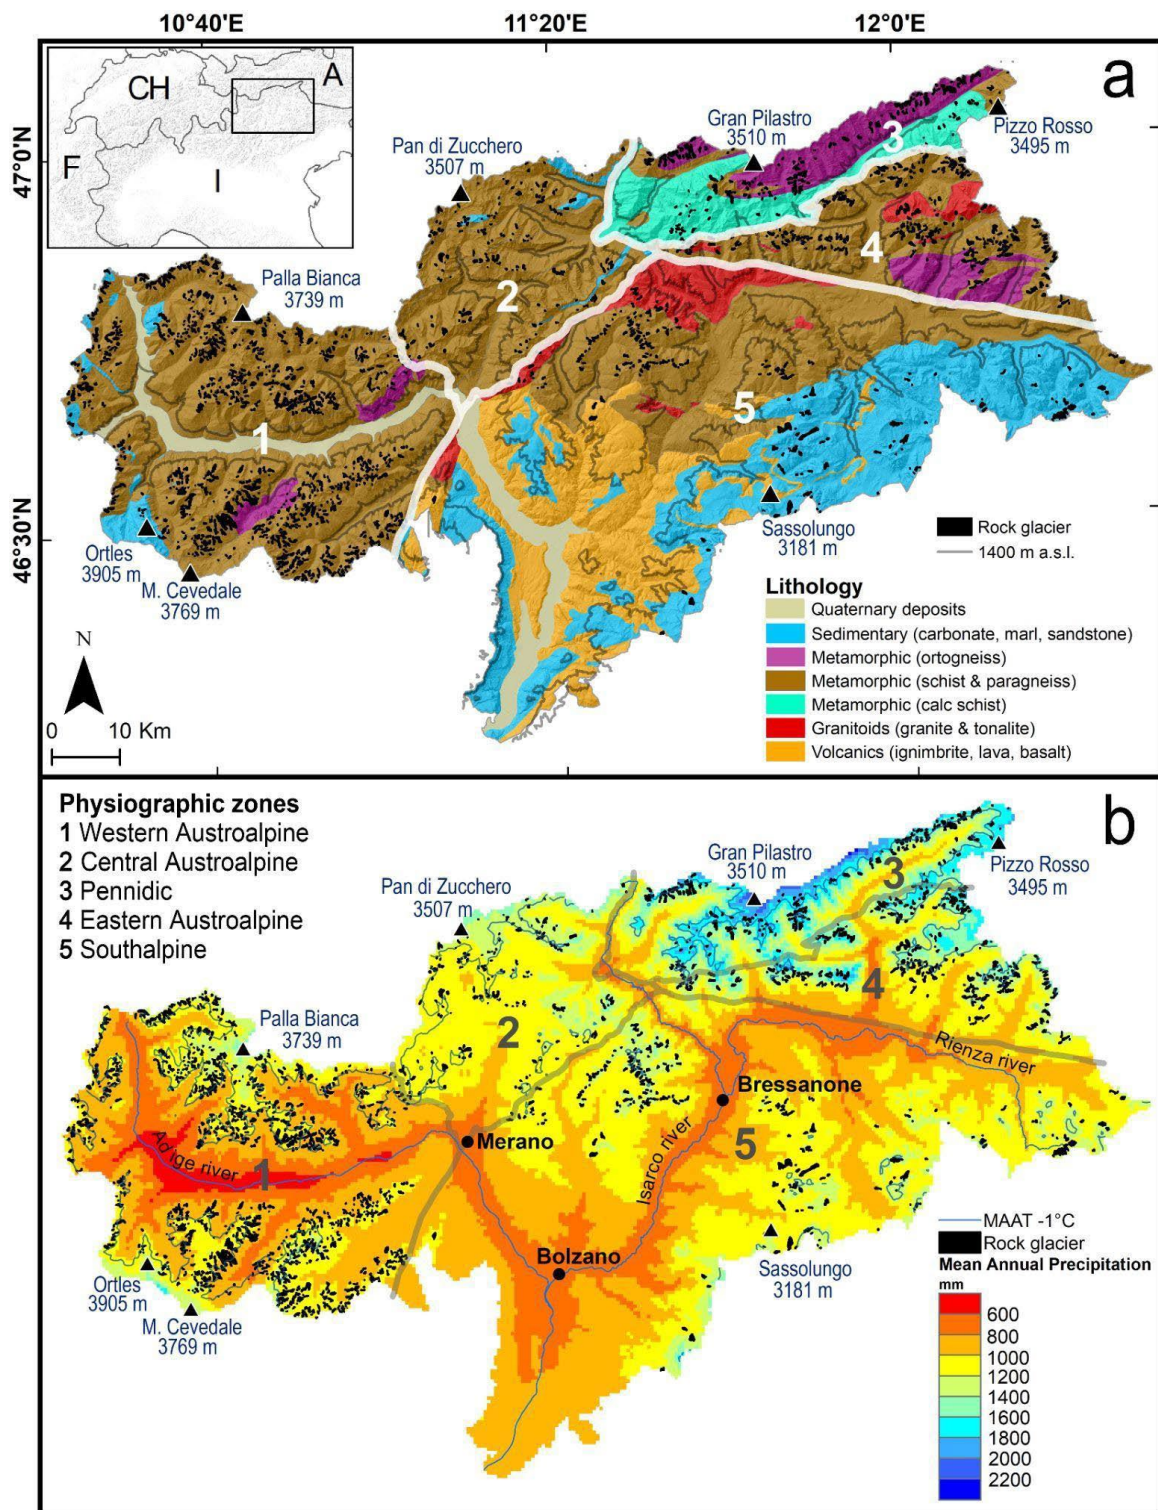 10°40'E
11°20'E
12°0'E
47°0'N
46°30'N
A
CH
F
I
a
Gran Pilastro
3510 m
Pizzo Rosso
3495 m
Pan di Zucchero
3507 m
3
4
Palla Bianca
3739 m
2
5
1
Ortles
3905 m
M. Cevedale
3769 m
Sassolungo
3181 m
Rock glacier
1400 m a.s.l.
Lithology
Quaternary deposits
Sedimentary (carbonate, marl, sandstone)
Metamorphic (ortogneiss)
Metamorphic (schist & paragneiss)
Metamorphic (calc schist)
Granitoids (granite & tonalite)
Volcanics (ignimbrite, lava, basalt)
N
0 10 Km
b
Physiographic zones
1 Western Austroalpine
2 Central Austroalpine
3 Pennidic
4 Eastern Austroalpine
5 Southalpine
Gran Pilastro
3510 m
Pizzo Rosso
3495 m
Pan di Zucchero
3507 m
3
4
Palla Bianca
3739 m
2
Rienza river
Bressanone
Merano
5
Isarco river
Adige river
1
Bolzano
Ortles
3905 m
M. Cevedale
3769 m
Sassolungo
3181 m
MAAT -1°C
Rock glacier
Mean Annual Precipitation
mm
600
800
1000
1200
1400
1600
1800
2000
2200